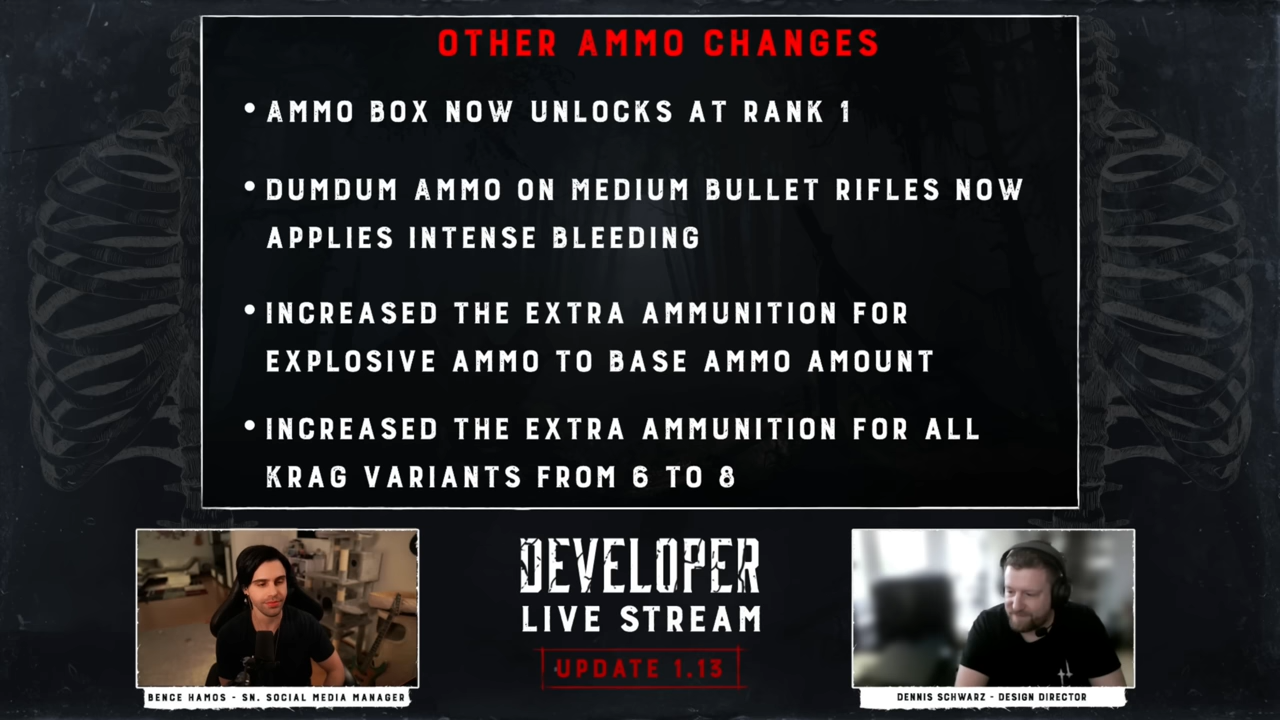 OTHER AMMO CHANGES
• AMMO BOX NOW UNLOCKS AT RANK 1
• DUMDUM AMMO ON MEDIUM BULLET RIFLES NOW
APPLIES INTENSE BLEEDING
• INCREASED THE EXTRA AMMUNITION FOR
EXPLOSIVE AMMO TO BASE AMMO AMOUNT
• INCREASED THE EXTRA AMMUNITION FOR ALL
KRAG VARIANTS FROM 6 TO 8
DEVELOPER
LIVE STREAM
UPDATE 1.13
BENCE HAMOS - SN. SOCIAL MEDIA MANAGER
DENNIS SCHWARZ - DESIGN DIRECTOR